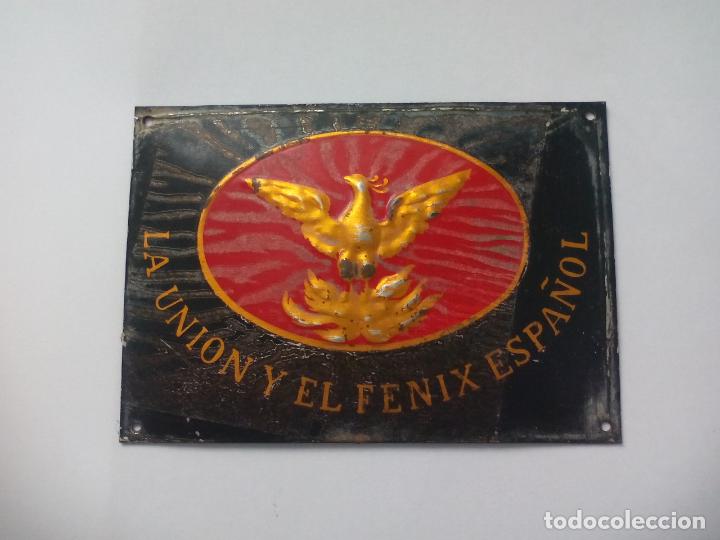 LA UNION Y EL FENIX ESPAÑOL
todocoleccion